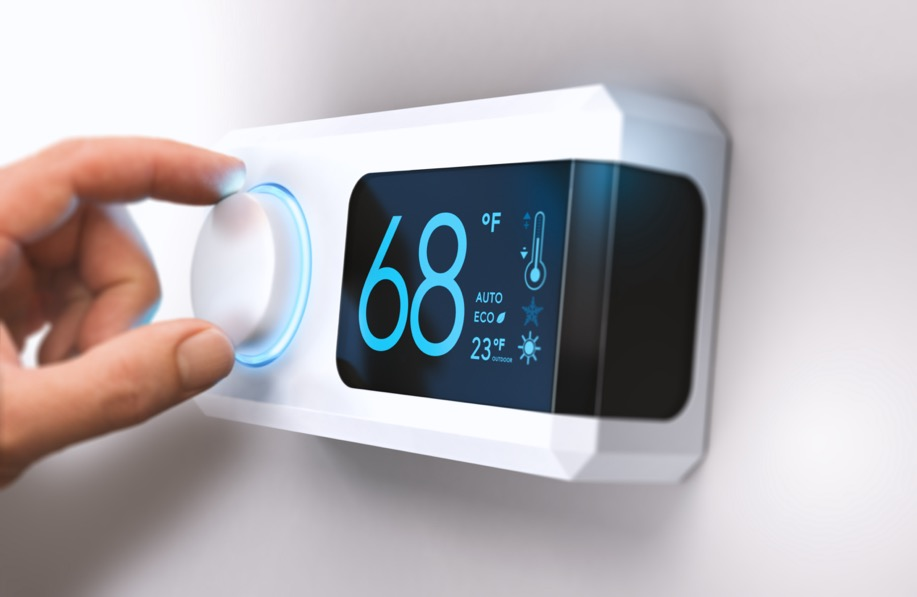 68 °F
AUTO
ECO
23 °F
OUTDOOR